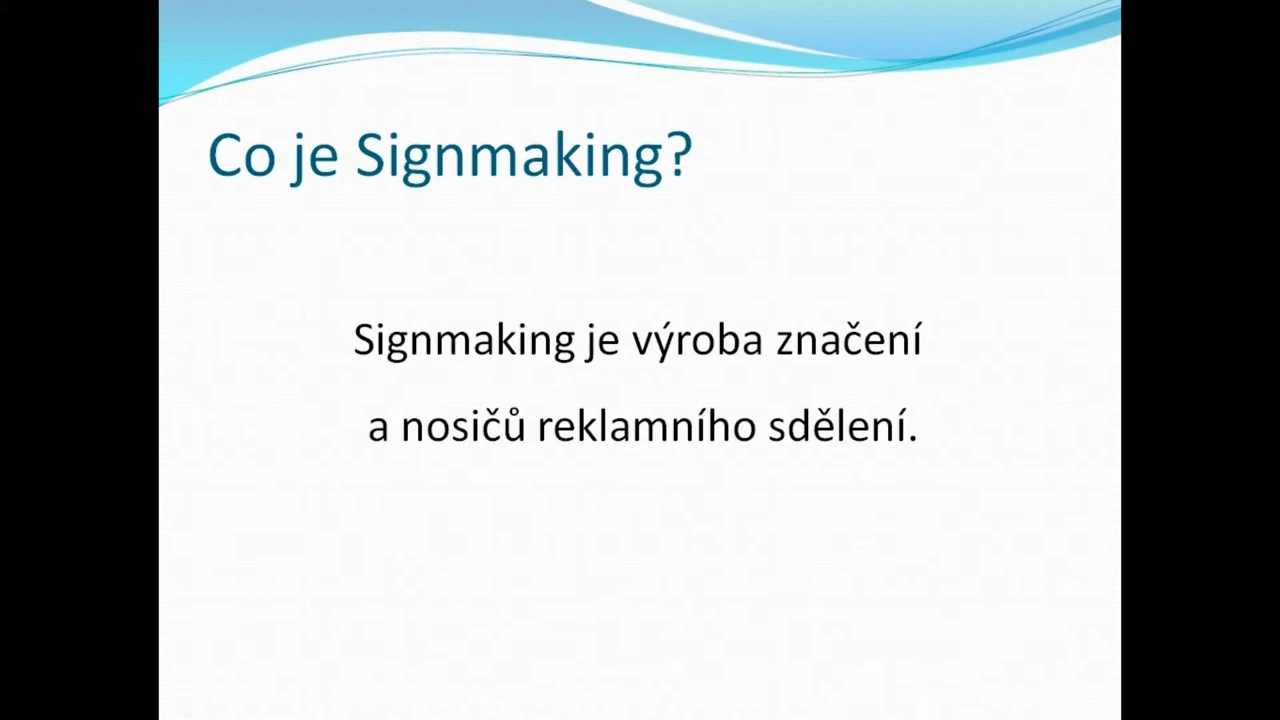 Co je Signmaking?
Signmaking je výroba značení
a nosičů reklamního sdělení.